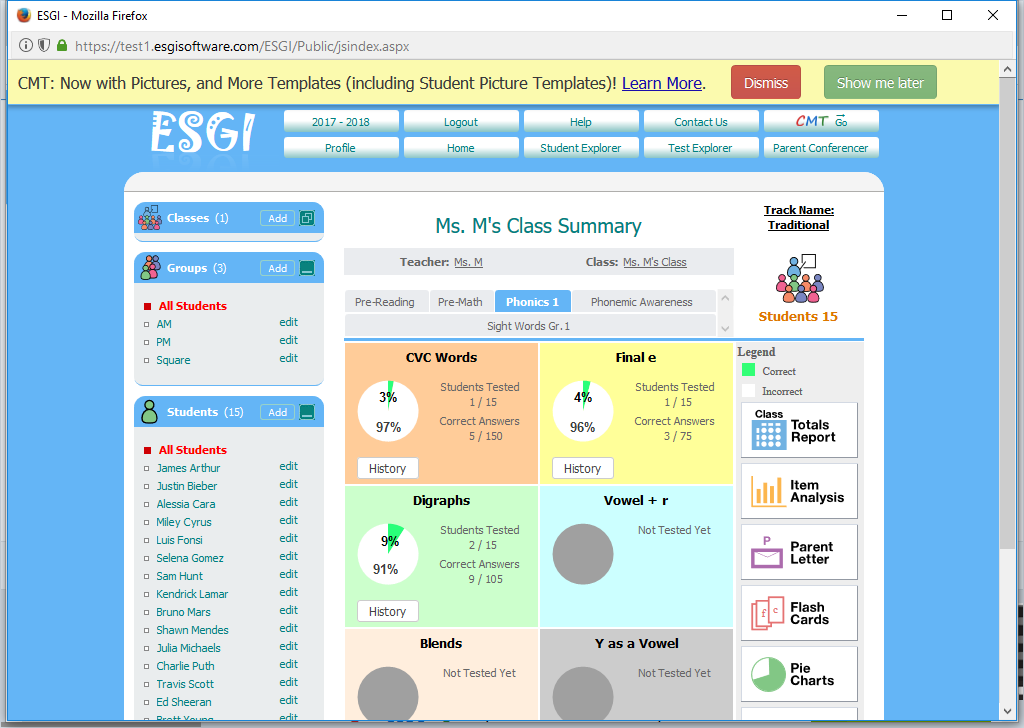 ESGI - Mozilla Firefox
https://test1.esgisoftware.com/ESGI/Public/jsindex.aspx
CMT: Now with Pictures, and More Templates (including Student Picture Templates)! Learn More. Dismiss Show me later
ESGI
2017 - 2018 Logout Help Contact Us CMT Go
Profile Home Student Explorer Test Explorer Parent Conferencer
Classes (1) Add
Groups (3) Add
All Students
AM edit
PM edit
Square edit
Students (15) Add
All Students
James Arthur edit
Justin Bieber edit
Alessia Cara edit
Miley Cyrus edit
Luis Fonsi edit
Selena Gomez edit
Sam Hunt edit
Kendrick Lamar edit
Bruno Mars edit
Shawn Mendes edit
Julia Michaels edit
Charlie Puth edit
Travis Scott edit
Ed Sheeran edit
Brett Young edit
Ms. M's Class Summary
Teacher: Ms. M Class: Ms. M's Class
Pre-Reading Pre-Math Phonics 1 Phonemic Awareness
Sight Words Gr.1
CVC Words
3%
97%
Students Tested
1 / 15
Correct Answers
5 / 150
History
Final e
4%
96%
Students Tested
1 / 15
Correct Answers
3 / 75
History
Digraphs
9%
91%
Students Tested
2 / 15
Correct Answers
9 / 105
History
Vowel + r
Not Tested Yet
Blends
Not Tested Yet
Y as a Vowel
Not Tested Yet
Track Name:
Traditional
Students 15
Legend
Correct
Incorrect
Class
Totals
Report
Item
Analysis
P
Parent
Letter
f c
Flash
Cards
Pie
Charts